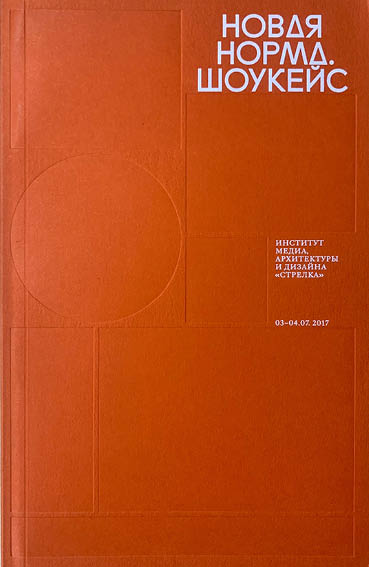 НОВАЯ
НОРМА.
ШОУКЕЙС
ИНСТИТУТ
МЕДИА,
АРХИТЕКТУРЫ
И ДИЗАЙНА
«СТРЕЛКА»
03–04.07. 2017